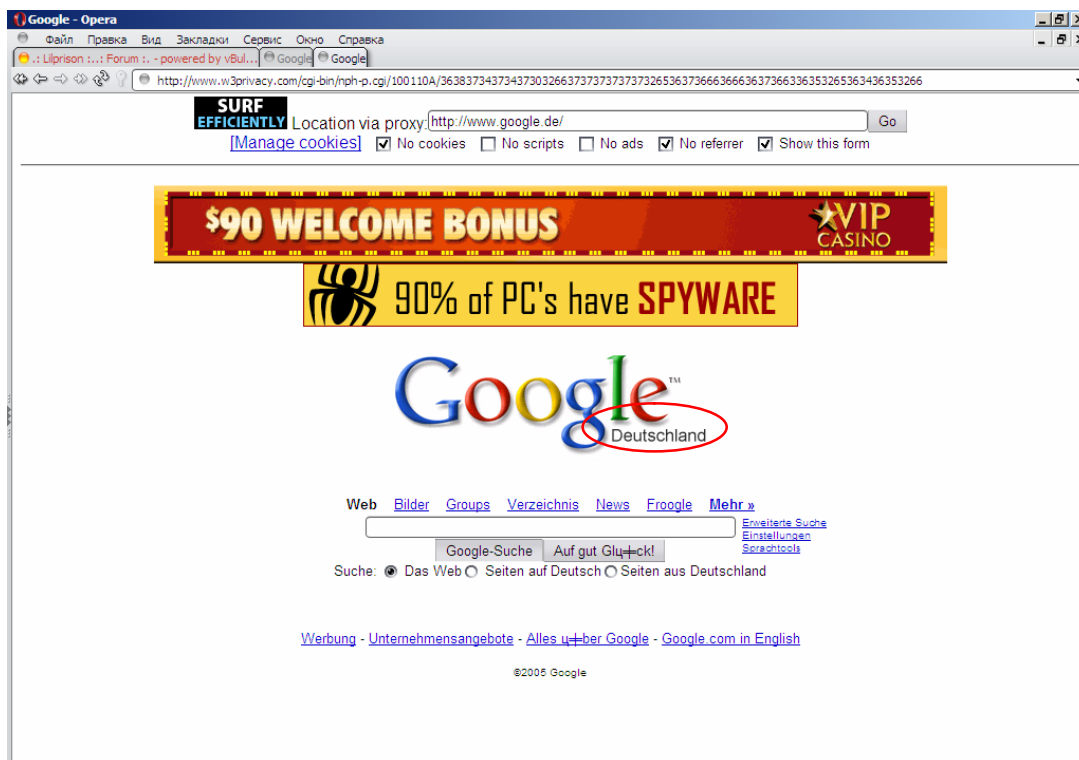 Google - Opera
Файл Правка Вид Закладки Сервис Окно Справка
.: Lilprison :..: Forum :. - powered by vBul... Google Google
http://www.w3privacy.com/cgi-bin/nph-p.cgi/100110A/
SURF
EFFICIENTLY Location via proxy: http://www.google.de/ Go
[Manage cookies] No cookies No scripts No ads No referrer Show this form
$90 WELCOME BONUS VIP
CASINO
90% of PC's have SPYWARE
Google™
Deutschland
Web Bilder Groups Verzeichnis News Froogle Mehr »
Erweiterte Suche
Einstellungen
Sprachtools
Google-Suche Auf gut Glц╪ck!
Suche: Das Web Seiten auf Deutsch Seiten aus Deutschland
Werbung - Unternehmensangebote - Alles ц╪ber Google - Google.com in English
©2005 Google